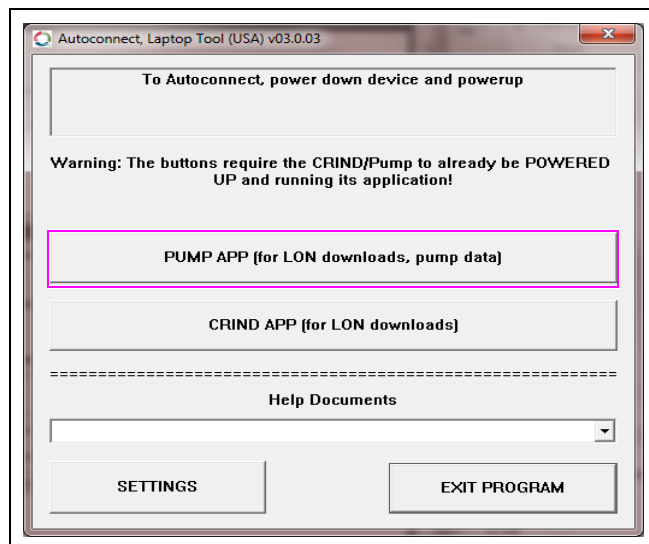 Autoconnect, Laptop Tool (USA) v03.0.03
To Autoconnect, power down device and powerup
Warning: The buttons require the CRIND/Pump to already be POWERED
UP and running its application!
PUMP APP (for LON downloads, pump data)
CRIND APP (for LON downloads)
===========================================================
Help Documents
SETTINGS
EXIT PROGRAM